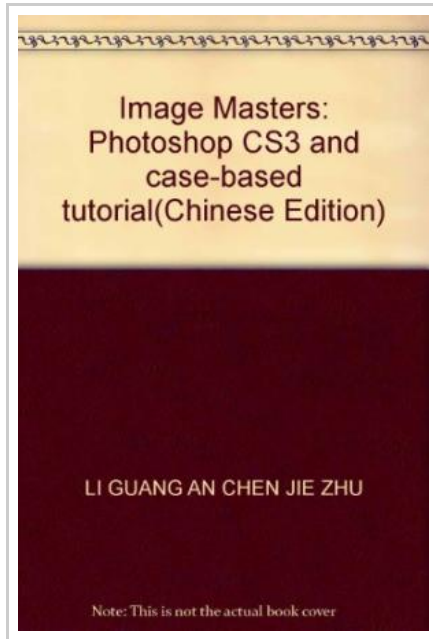 Image Masters:
Photoshop CS3 and
case-based
tutorial(Chinese Edition)
LI GUANG AN CHEN JIE ZHU
Note: This is not the actual book cover